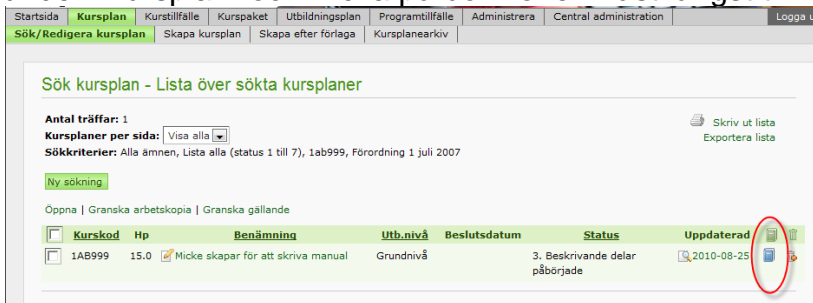 Startsida Kursplan Kurstillfälle Kurspaket Utbildningsplan Programtillfälle Administrera Central administration Logga u
Sök/Redigera kursplan Skapa kursplan Skapa efter förlaga Kursplanearkiv
Sök kursplan - Lista över sökta kursplaner
Antal träffar: 1
Kursplaner per sida: Visa alla
Sökkriterier: Alla ämnen, Lista alla (status 1 till 7), 1ab999, Förordning 1 juli 2007
Skriv ut lista
Exportera lista
Ny sökning
Öppna | Granska arbetskopia | Granska gällande
Kurskod Hp Benämning Utb.nivå Beslutsdatum Status Uppdaterad
1AB999 15.0 Micke skapar för att skriva manual Grundnivå 3. Beskrivande delar 2010-08-25
påbörjade